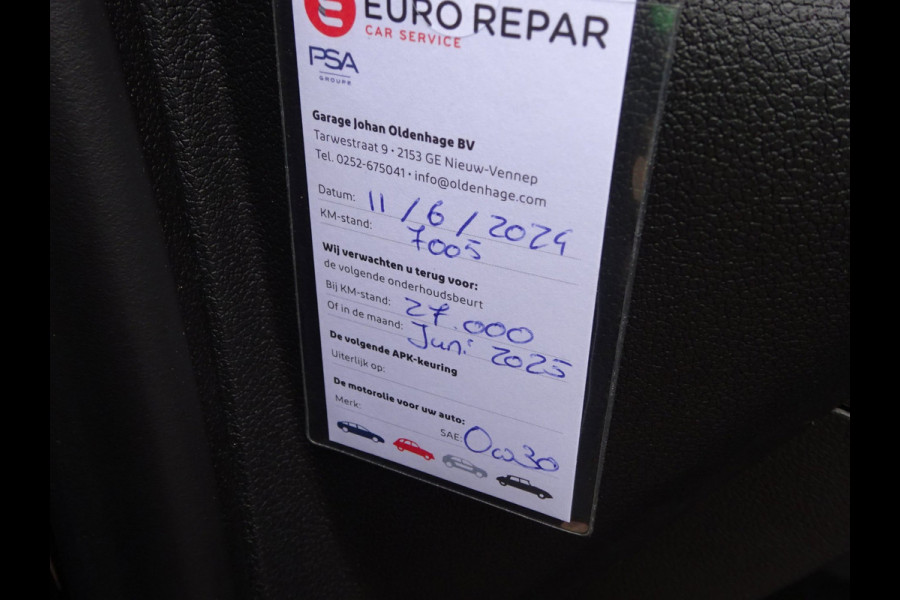 EURO REPAR
CAR SERVICE
PSA
GROUPE
Garage Johan Oldenhage BV
Tarwestraat 9 • 2153 GE Nieuw-Vennep
Tel. 0252-675041 • info@oldenhage.com
Datum: 11/6/2024
KM-stand: 7005
Wij verwachten u terug voor:
de volgende onderhoudsbeurt
Bij KM-stand: 27.000
Of in de maand: Juni 2025
De volgende APK-keuring
Uiterlijk op:
De motorolie voor uw auto:
Merk: SAE: 0w30